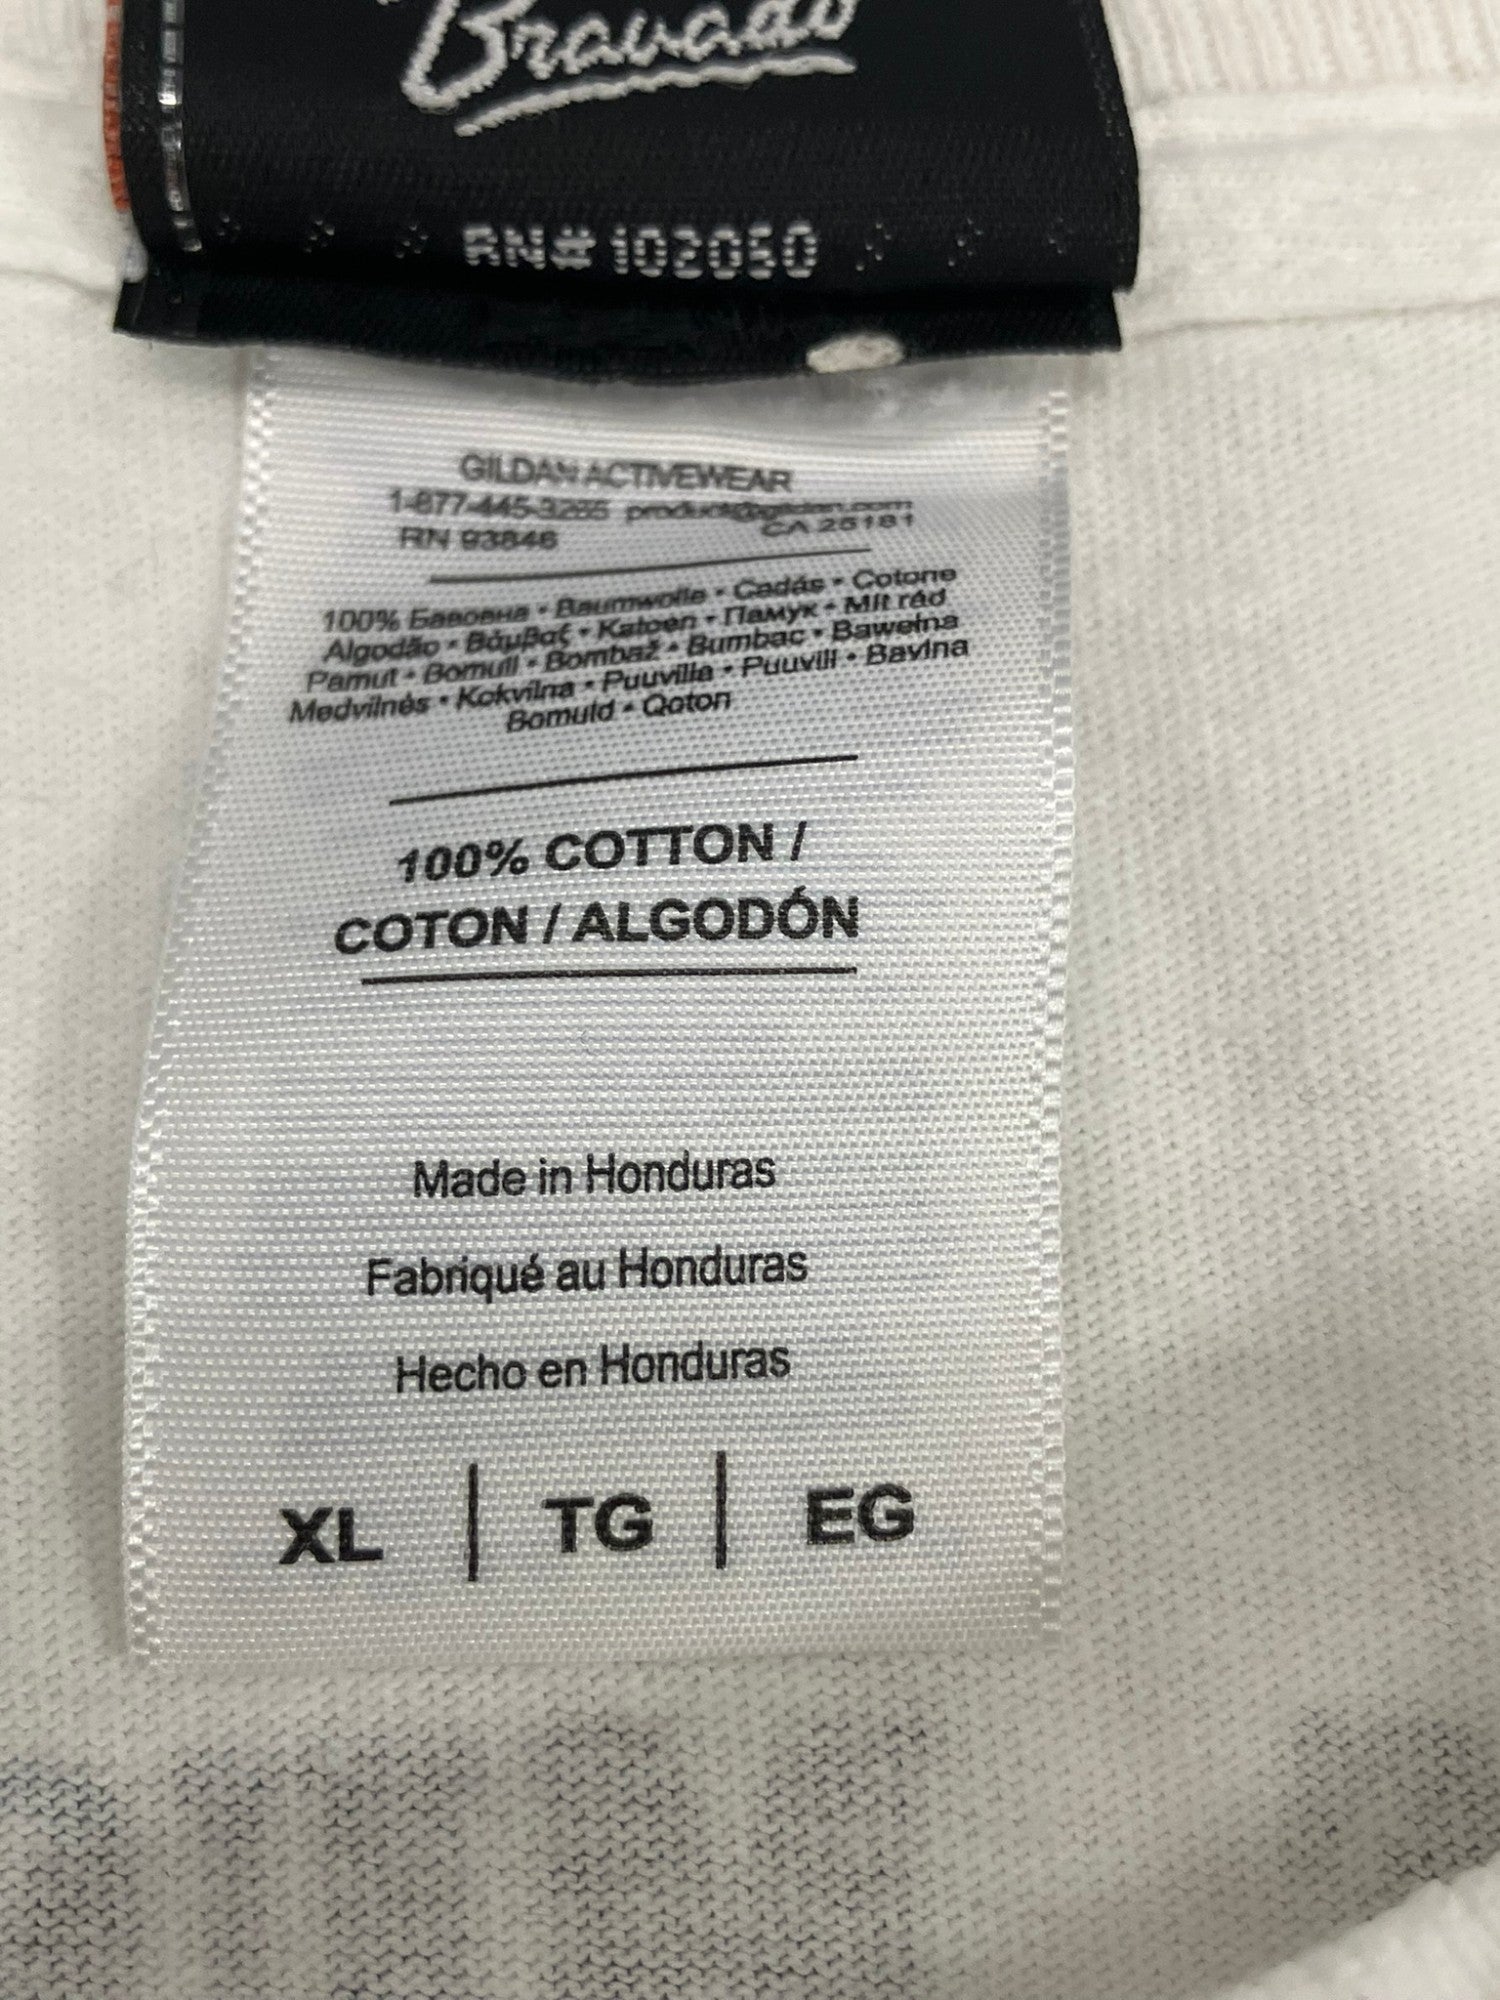 Bravado
RN# 102050
GILDAN ACTIVEWEAR
1-877-445-3265 product@gildan.com
RN 93846 CA 25181
100% Бавовна • Baumwolle • Cadás • Cotone
Algodão • Βάμβαξ • Katoen • Памук • Mit rád
Pamut • Bomull • Bombaž • Bumbac • Bawełna
Medvilnės • Kokvilna • Puuvilla • Puuvill • Bavlna
Bomuld • Qoton
100% COTTON /
COTON / ALGODÓN
Made in Honduras
Fabriqué au Honduras
Hecho en Honduras
XL | TG | EG